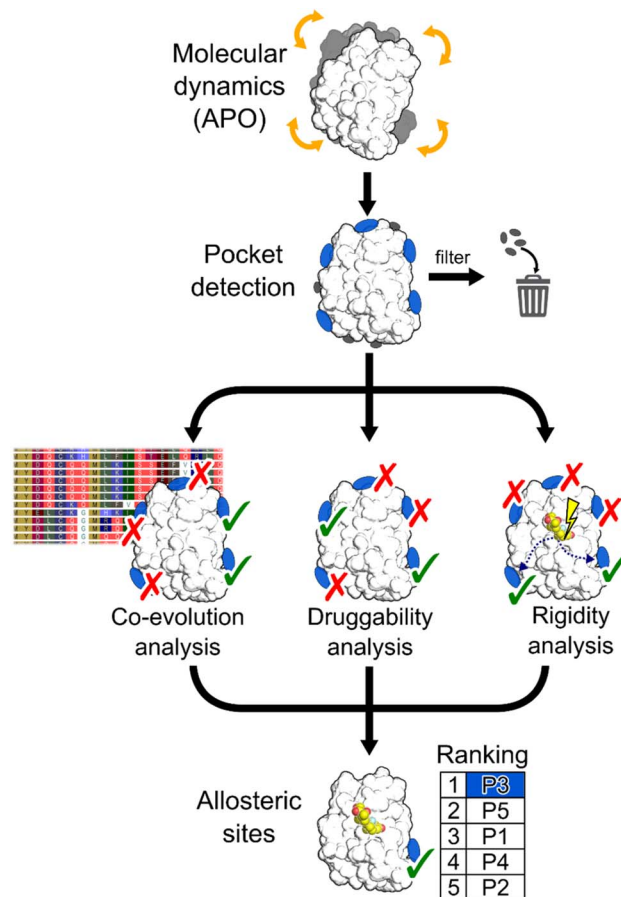 Molecular
dynamics
(APO)
Pocket
detection
filter
Co-evolution
analysis
Druggability
analysis
Rigidity
analysis
Allosteric
sites
Ranking
1 P3
2 P5
3 P1
4 P4
5 P2